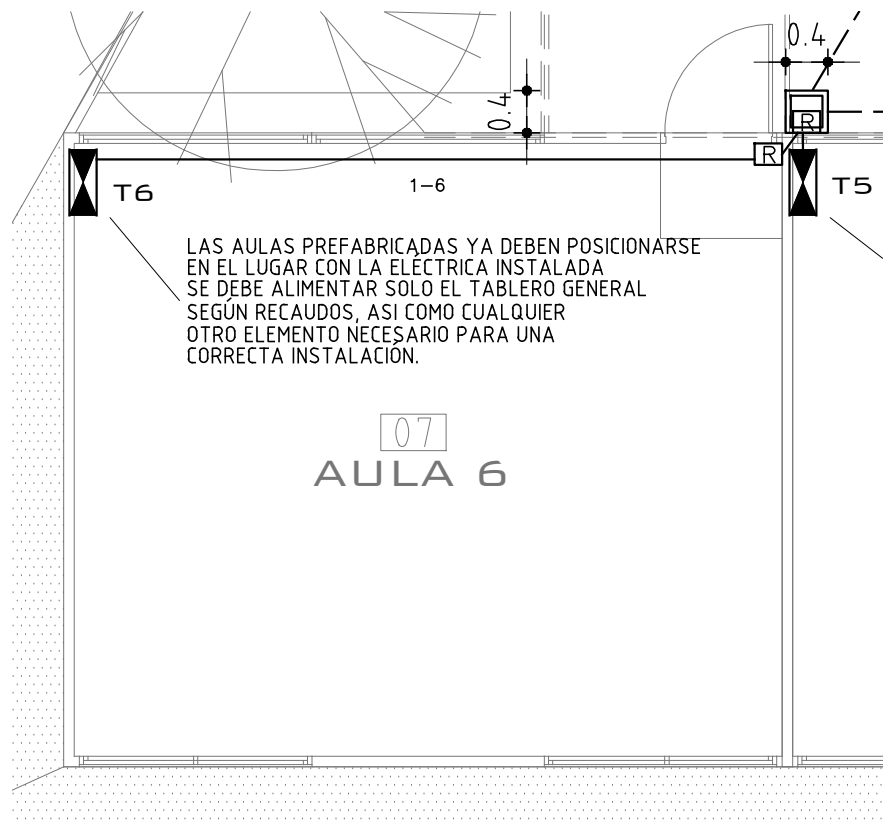 0.4
0.4
R
R
T6
1-6
T5
LAS AULAS PREFABRICADAS YA DEBEN POSICIONARSE
EN EL LUGAR CON LA ELÉCTRICA INSTALADA
SE DEBE ALIMENTAR SOLO EL TABLERO GENERAL
SEGÚN RECAUDOS, ASI COMO CUALQUIER
OTRO ELEMENTO NECESARIO PARA UNA
CORRECTA INSTALACIÓN.
07
AULA 6